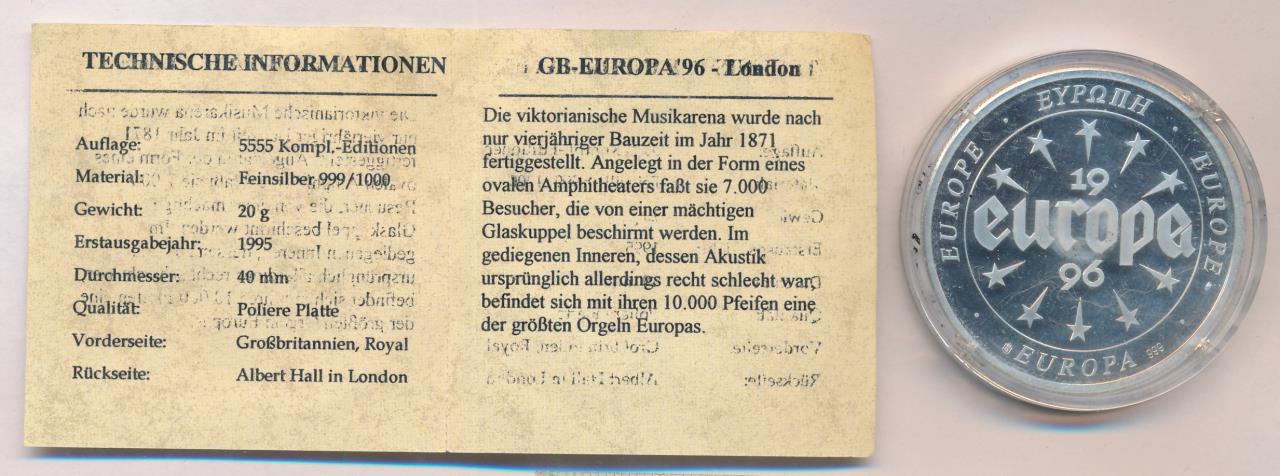 TECHNISCHE INFORMATIONEN
Auflage: 5555 Kompl.-Editionen
Material: Feinsilber 999/1000
Gewicht: 20 g
Erstausgabejahr: 1995
Durchmesser: 40 mm
Qualität: Poliere Platte
Vorderseite: Großbritannien, Royal
Rückseite: Albert Hall in London
GB-EUROPA'96 - London
Die viktorianische Musikarena wurde nach
nur vierjähriger Bauzeit im Jahr 1871
fertiggestellt. Angelegt in der Form eines
ovalen Amphitheaters faßt sie 7.000
Besucher, die von einer mächtigen
Glaskuppel beschirmt werden. Im
gediegenen Inneren, dessen Akustik
ursprünglich allerdings recht schlecht war,
befindet sich mit ihren 10.000 Pfeifen eine
der größten Orgeln Europas.
ΕΥΡΩΠΗ
EUROPE
EUROPE
19
europa
96
EUROPA
999